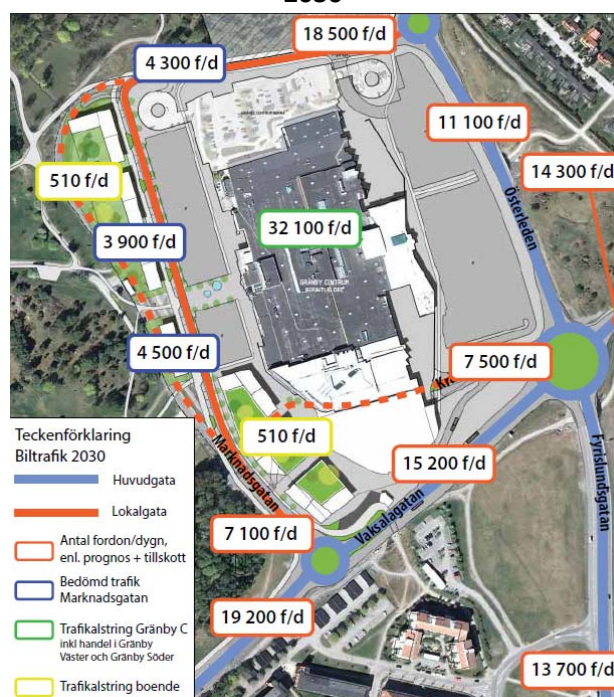 18 500 f/d
4 300 f/d
11 100 f/d
14 300 f/d
Österleden
510 f/d
3 900 f/d
32 100 f/d
GRÄNBY CENTRUM
4 500 f/d
7 500 f/d
510 f/d
Marknadsgatan
15 200 f/d
Vaksalagatan
Fyrislundsgatan
7 100 f/d
19 200 f/d
13 700 f/d
Teckenförklaring
Biltrafik 2030
Huvudgata
Lokalgata
Antal fordon/dygn,
enl. prognos + tillskott
Bedömd trafik
Marknadsgatan
Trafikalstring Gränby C
inkl handel i Gränby
Väster och Gränby Söder
Trafikalstring boende